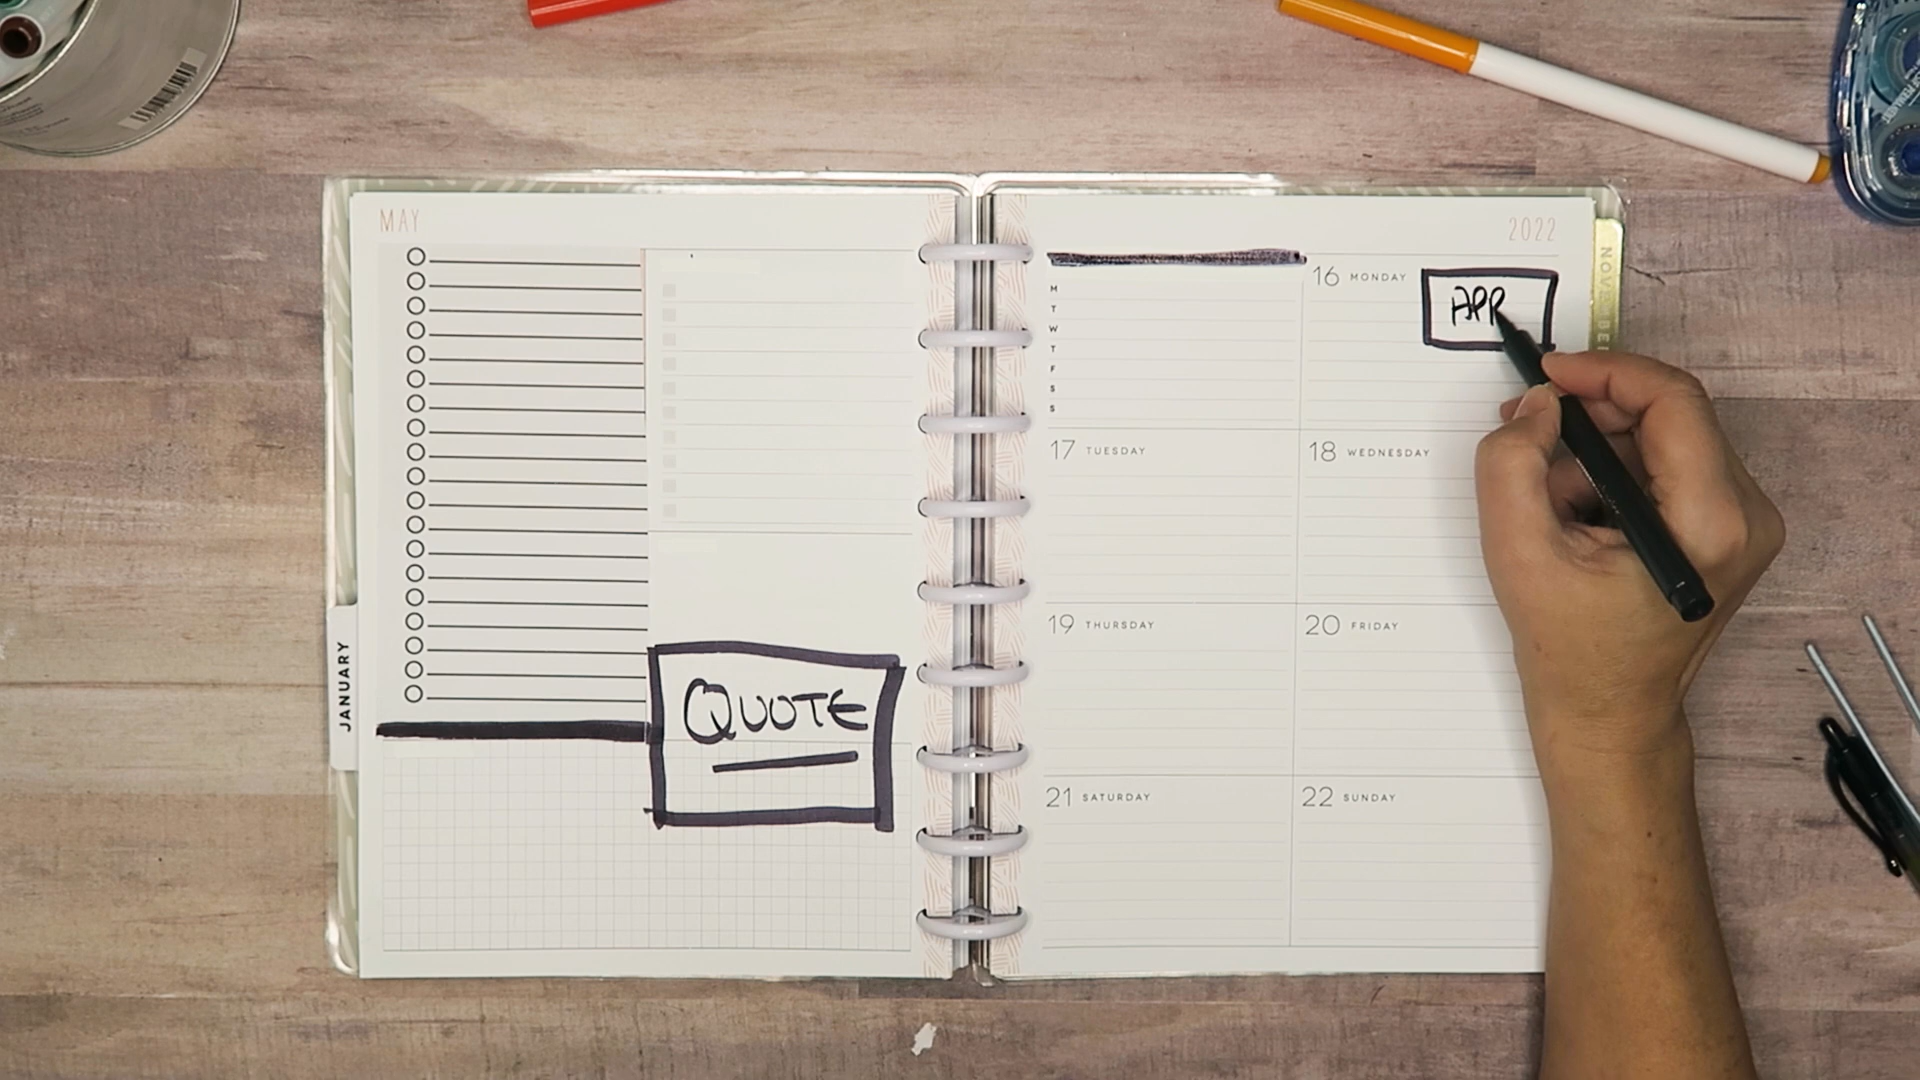 MAY
2022
M
T
W
T
F
S
S
16 MONDAY
APP
17 TUESDAY
18 WEDNESDAY
19 THURSDAY
20 FRIDAY
21 SATURDAY
22 SUNDAY
QUOTE
JANUARY
NOVEMBER